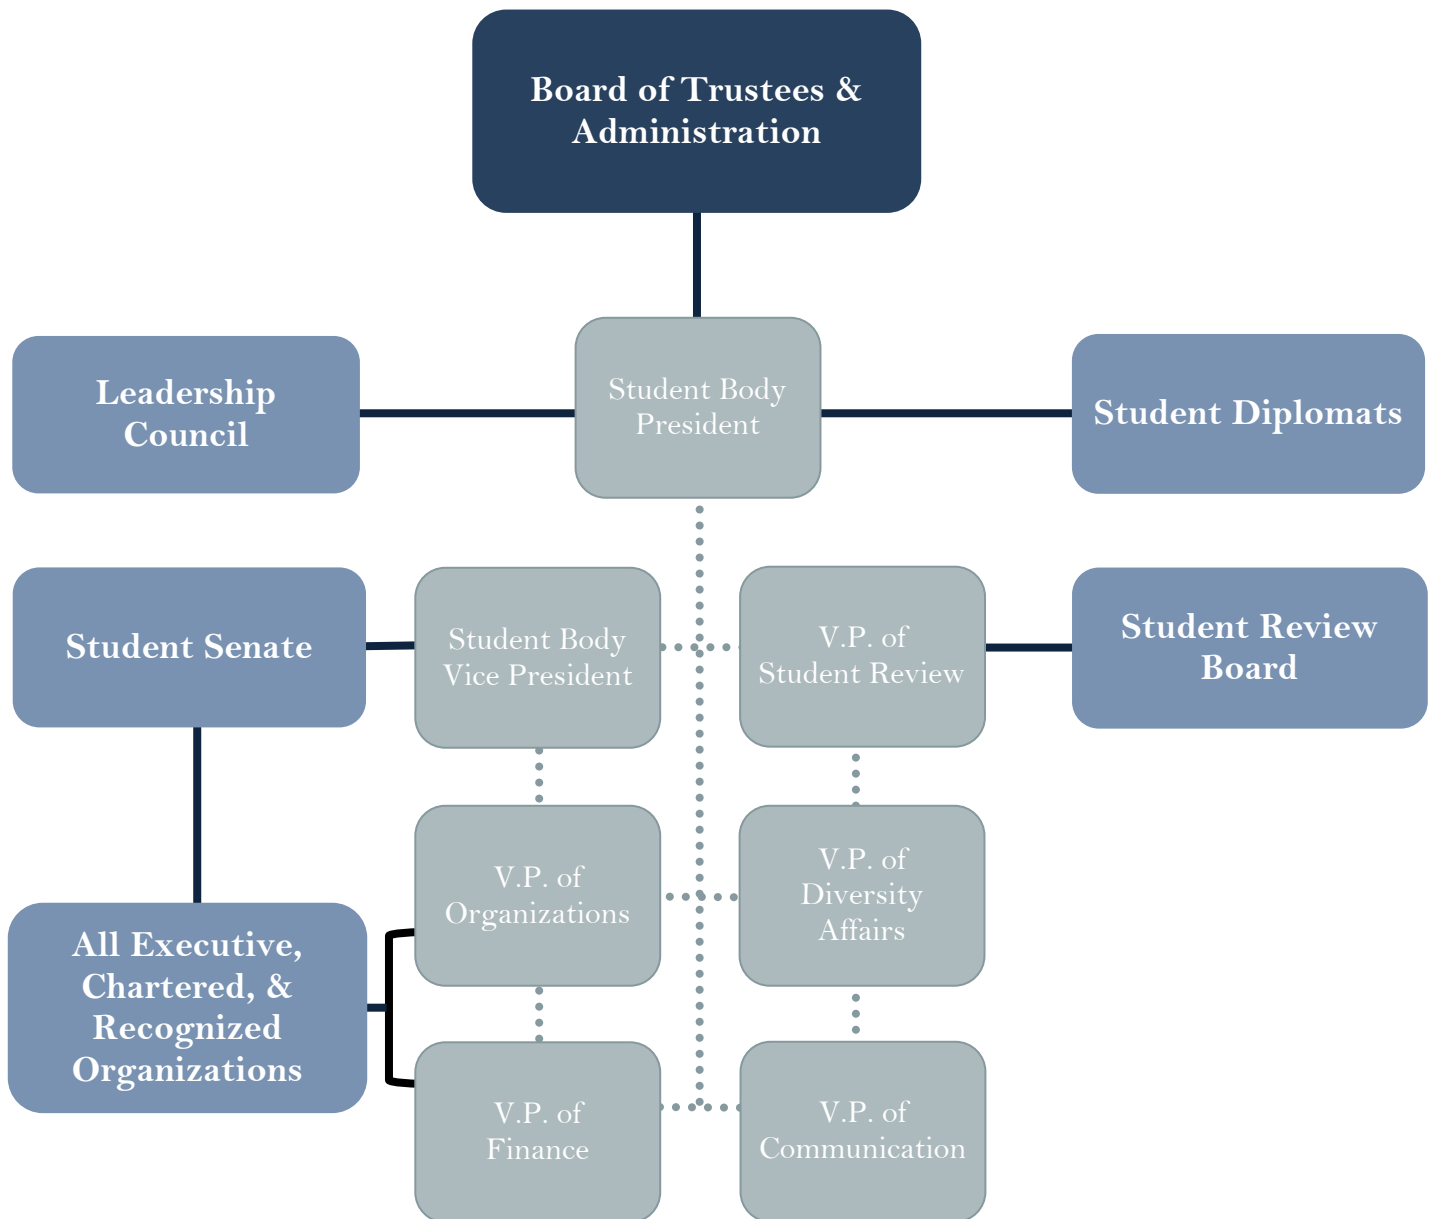 Board of Trustees &
Administration
Leadership
Council
Student Body
President
Student Diplomats
Student Senate
Student Body
Vice President
V.P. of
Student Review
Student Review
Board
V.P. of
Organizations
V.P. of
Diversity
Affairs
All Executive,
Chartered, &
Recognized
Organizations
V.P. of
Finance
V.P. of
Communication